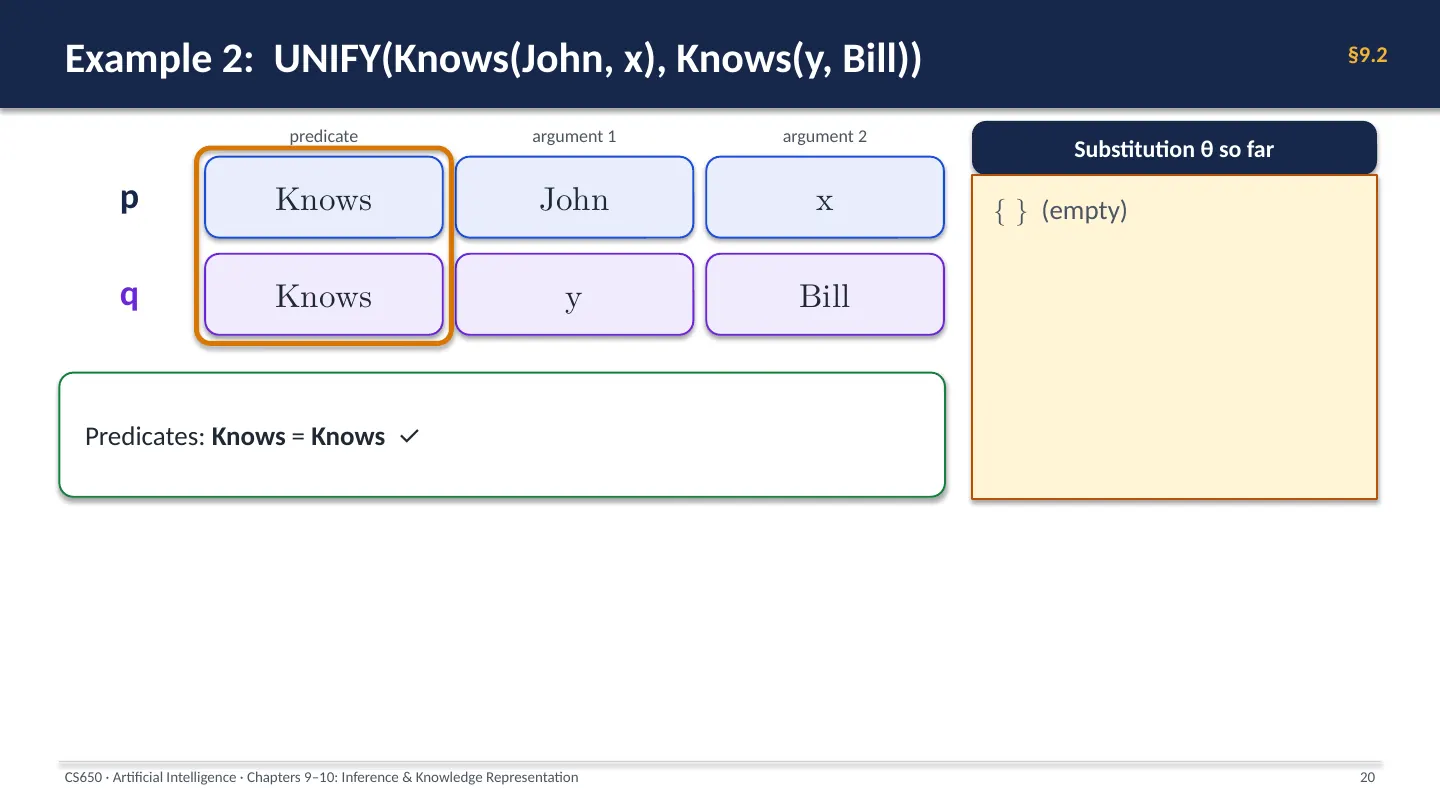 Example 2:  UNIFY(Knows(John, x), Knows(y, Bill))
§9.2
predicate
argument 1
argument 2
p
Knows
John
x
q
Knows
y
Bill
Predicates: Knows = Knows ✓
Substitution θ so far
{ } (empty)
CS650 · Artificial Intelligence · Chapters 9–10: Inference & Knowledge Representation
20